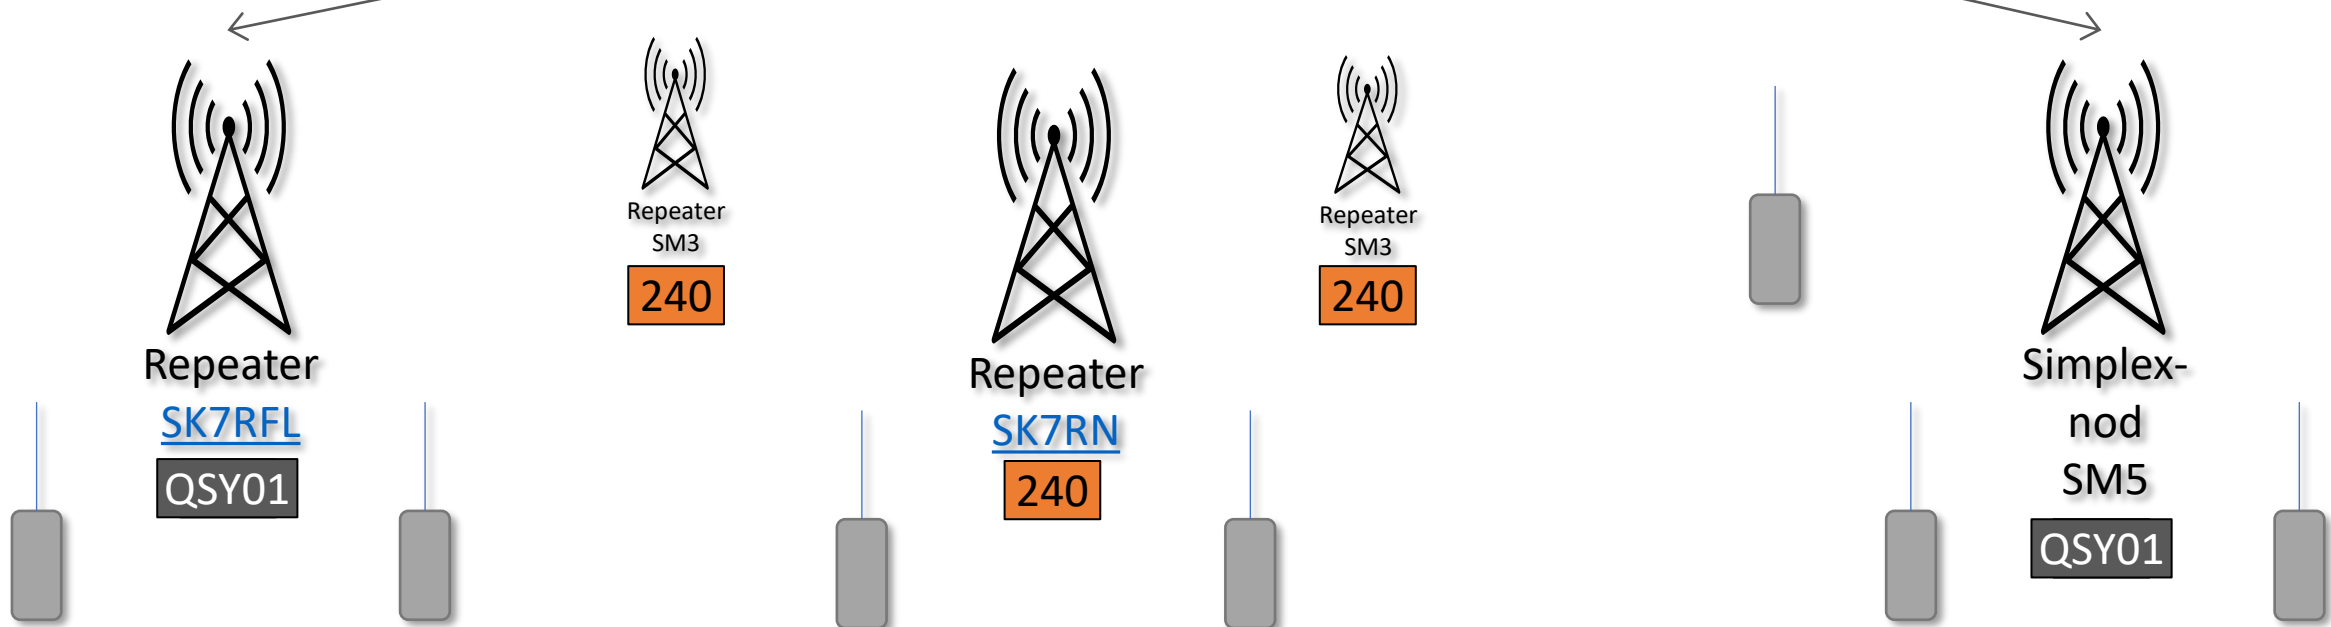 Repeater
SK7RFL
QSY01
Repeater
SM3
240
Repeater
SK7RN
240
Repeater
SM3
240
Simplex-
nod
SM5
QSY01